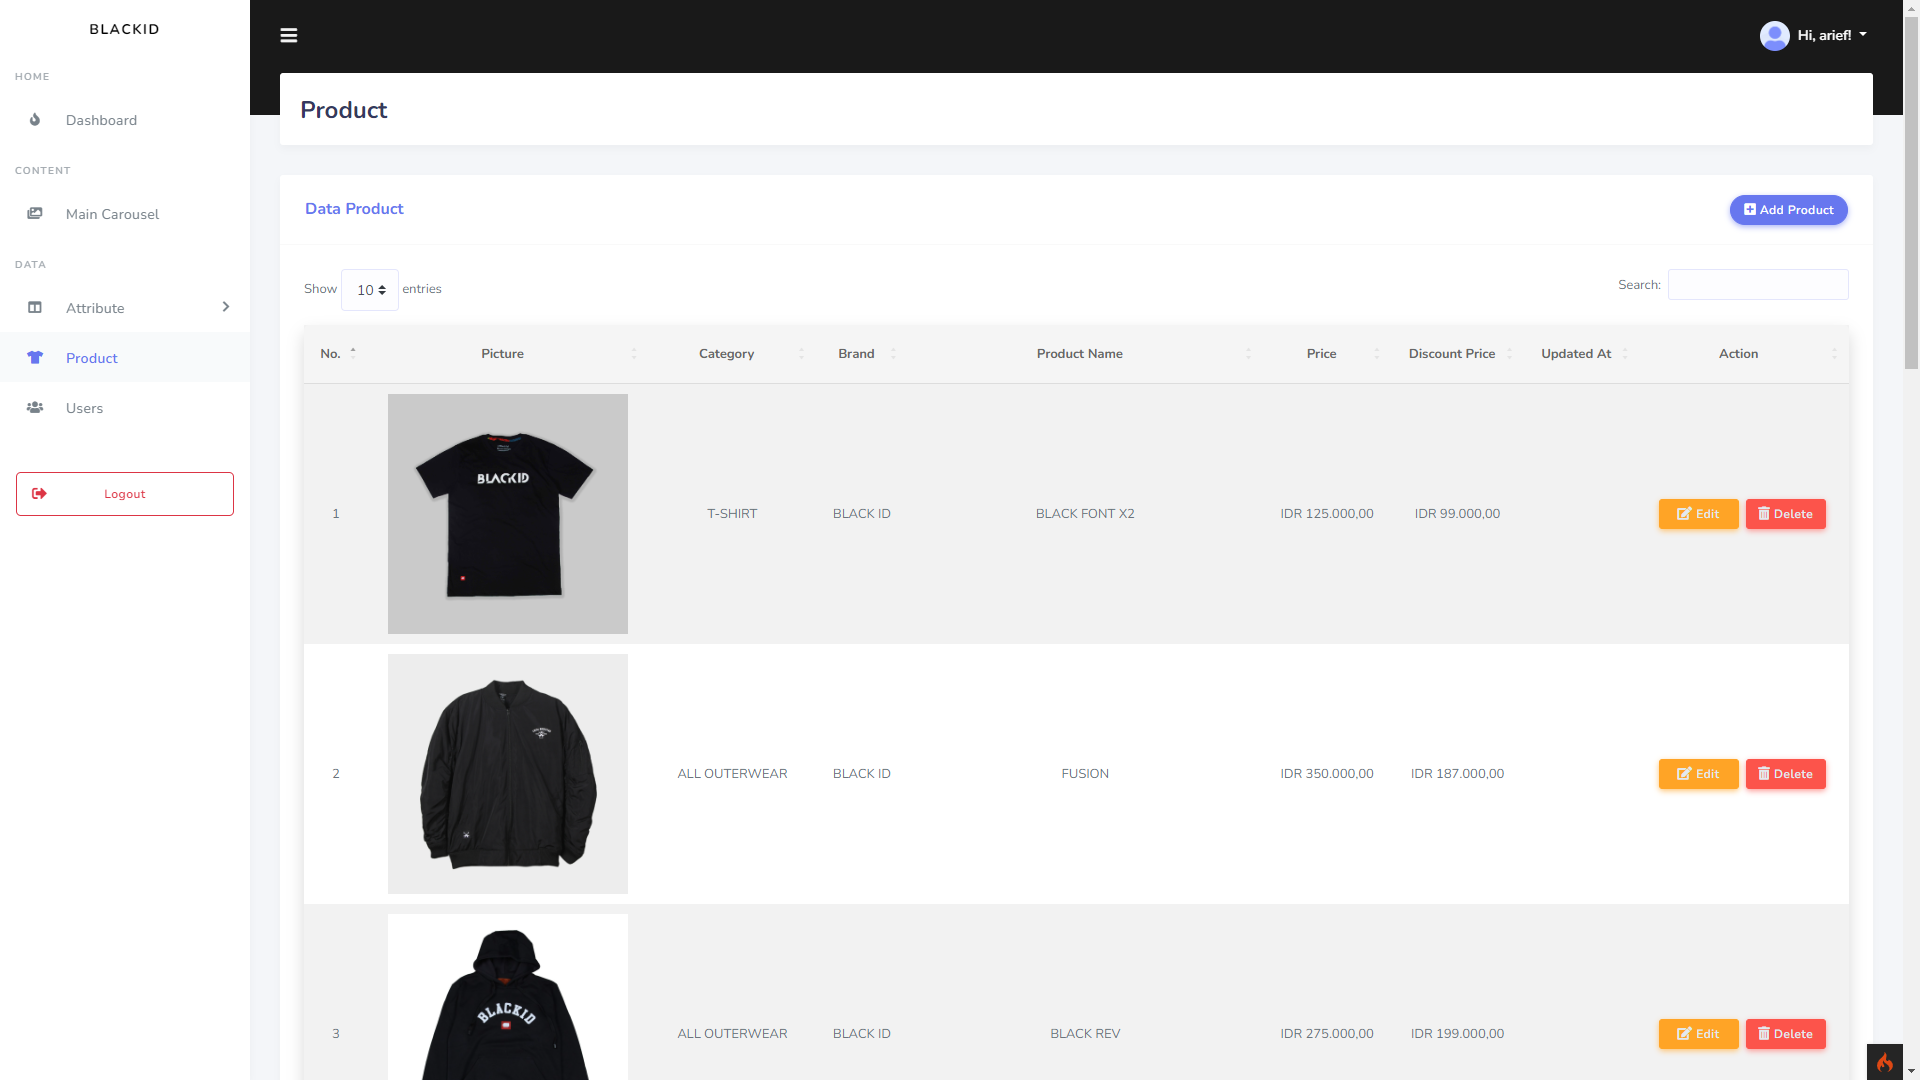 BLACKID
HOME
Dashboard
CONTENT
Main Carousel
DATA
Attribute
Product
Users
Logout
Hi, arief!
Product
Data Product
Add Product
Show 10 entries
Search:
No. Picture Category Brand Product Name Price Discount Price Updated At Action
BLACKID
1 T-SHIRT BLACK ID BLACK FONT X2 IDR 125.000,00 IDR 99.000,00 Edit Delete
2 ALL OUTERWEAR BLACK ID FUSION IDR 350.000,00 IDR 187.000,00 Edit Delete
BLACKID
3 ALL OUTERWEAR BLACK ID BLACK REV IDR 275.000,00 IDR 199.000,00 Edit Delete